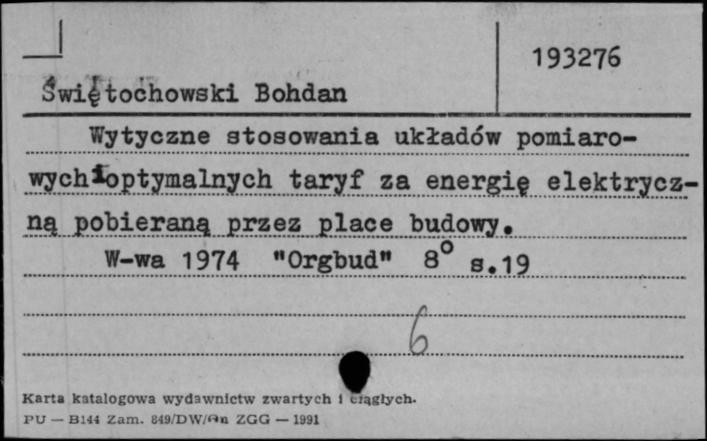 193276
Świętochowski Bohdan
Wytyczne stosowania układów pomiaro-
wych i optymalnych taryf za energię elektrycz-
ną pobieraną przez place budowy.
W-wa 1974 "Orgbud" 8° s.19
6
Karta katalogowa wydawnictw zwartych i ciągłych.
PU — B144 Zam. 849/DW/ ZGG — 1991